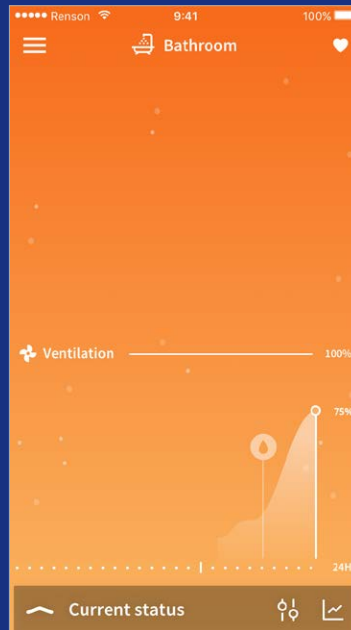 Renson 9:41 100%
Bathroom
Ventilation 100%
75%
24H
Current status